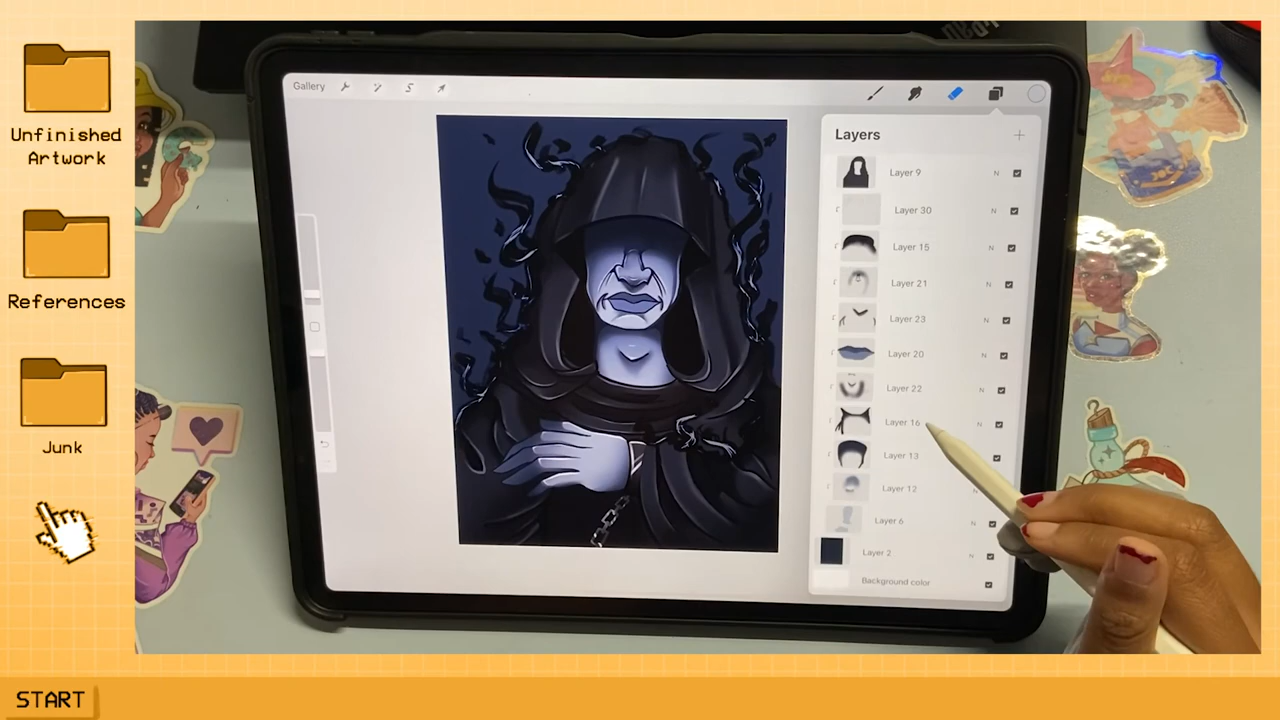 Unfinished
Artwork
References
Junk
START
Gallery
Layers
Layer 9
N
Layer 30
N
Layer 15
N
Layer 21
N
Layer 23
N
Layer 20
N
Layer 22
N
Layer 16
N
Layer 13
Layer 12
N
Layer 6
N
Layer 2
N
Background color